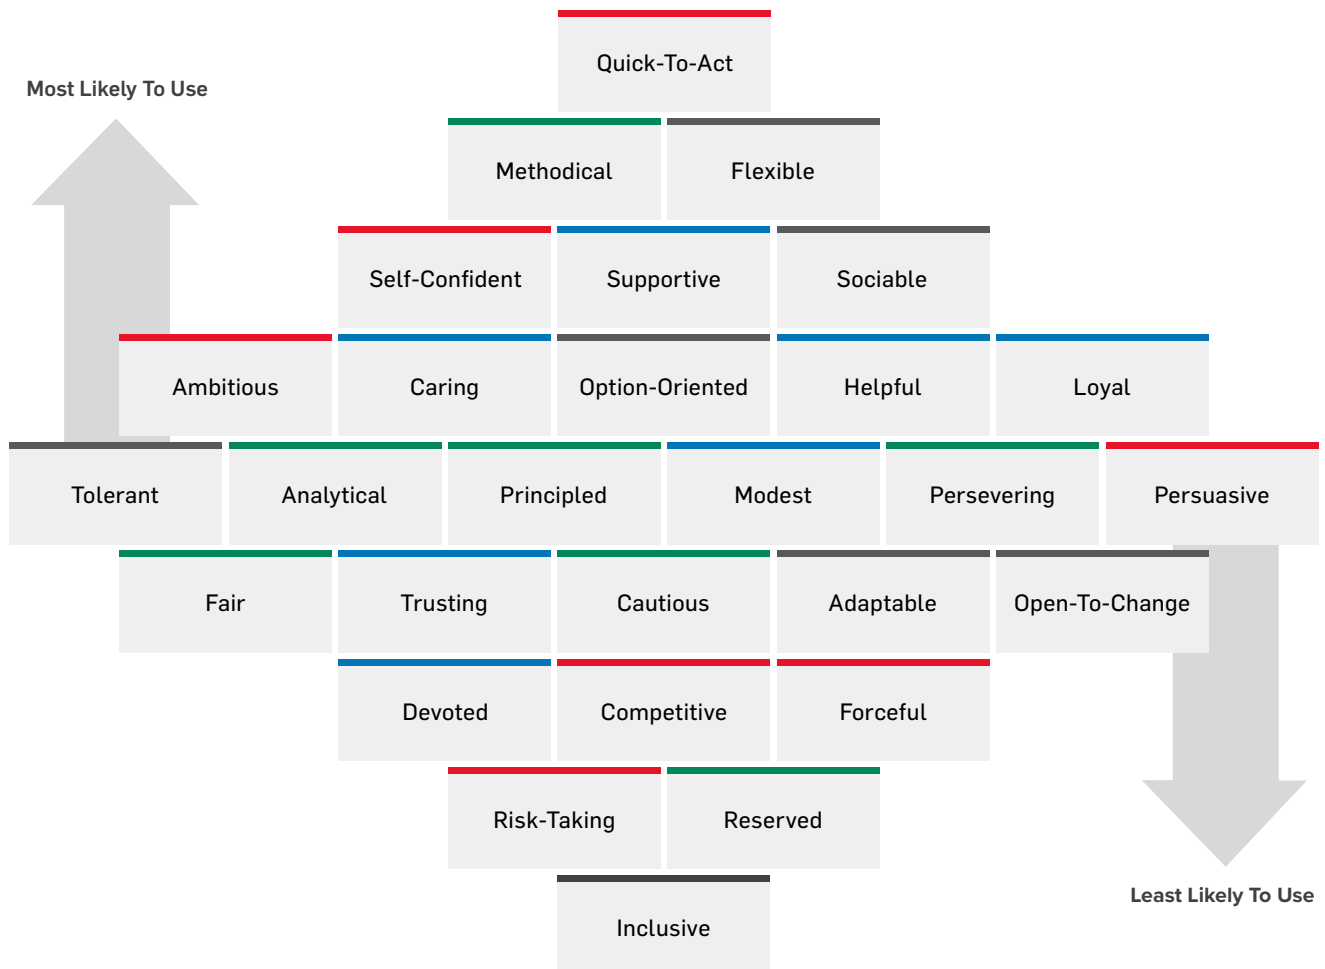 Quick-To-Act
Most Likely To Use
Methodical
Flexible
Self-Confident
Supportive
Sociable
Ambitious
Caring
Option-Oriented
Helpful
Loyal
Tolerant
Analytical
Principled
Modest
Persevering
Persuasive
Fair
Trusting
Cautious
Adaptable
Open-To-Change
Devoted
Competitive
Forceful
Risk-Taking
Reserved
Least Likely To Use
Inclusive